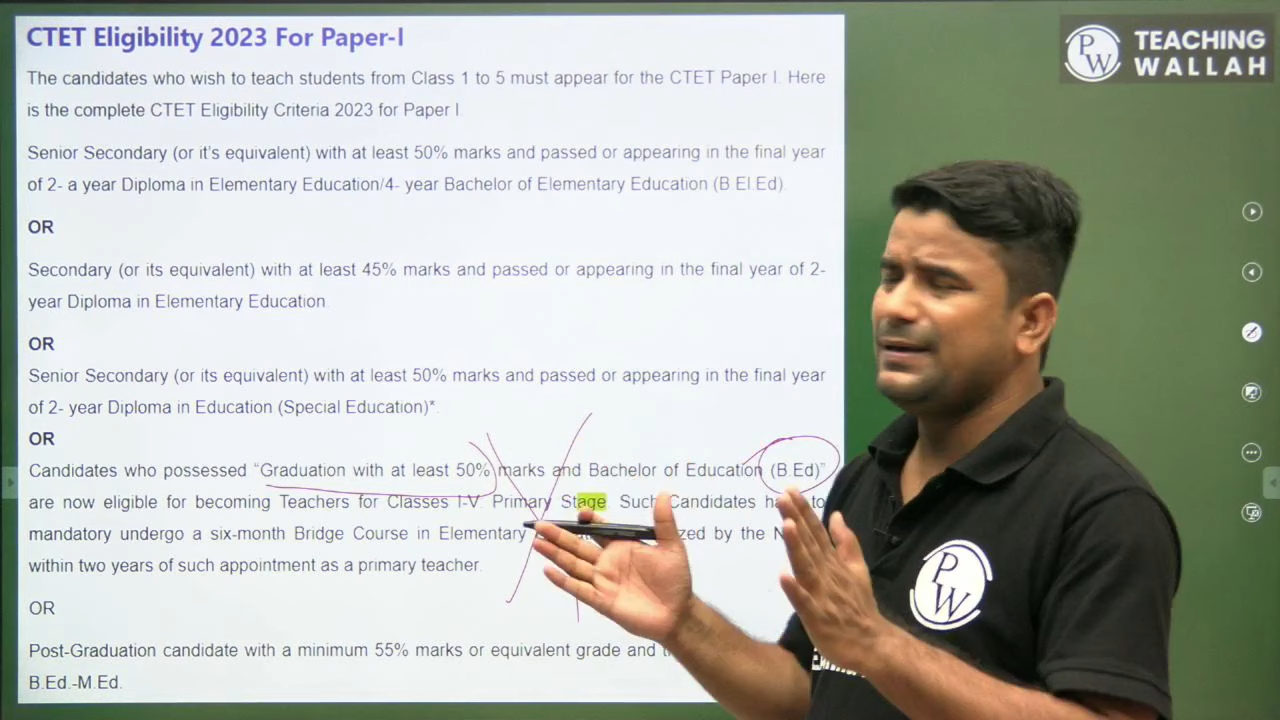 CTET Eligibility 2023 For Paper-I
The candidates who wish to teach students from Class 1 to 5 must appear for the CTET Paper I. Here
is the complete CTET Eligibility Criteria 2023 for Paper I.
Senior Secondary (or it's equivalent) with at least 50% marks and passed or appearing in the final year
of 2- a year Diploma in Elementary Education/4- year Bachelor of Elementary Education (B.El.Ed).
OR
Secondary (or its equivalent) with at least 45% marks and passed or appearing in the final year of 2-
year Diploma in Elementary Education.
OR
Senior Secondary (or its equivalent) with at least 50% marks and passed or appearing in the final year
of 2- year Diploma in Education (Special Education)*.
OR
Candidates who possessed “Graduation with at least 50% marks and Bachelor of Education (B.Ed)”
are now eligible for becoming Teachers for Classes I-V. Primary Stage. Such Candidates to
mandatory undergo a six-month Bridge Course in Elementary by the
within two years of such appointment as a primary teacher.
OR
Post-Graduation candidate with a minimum 55% marks or equivalent grade and
B.Ed.-M.Ed.
PW TEACHING
WALLAH
PW